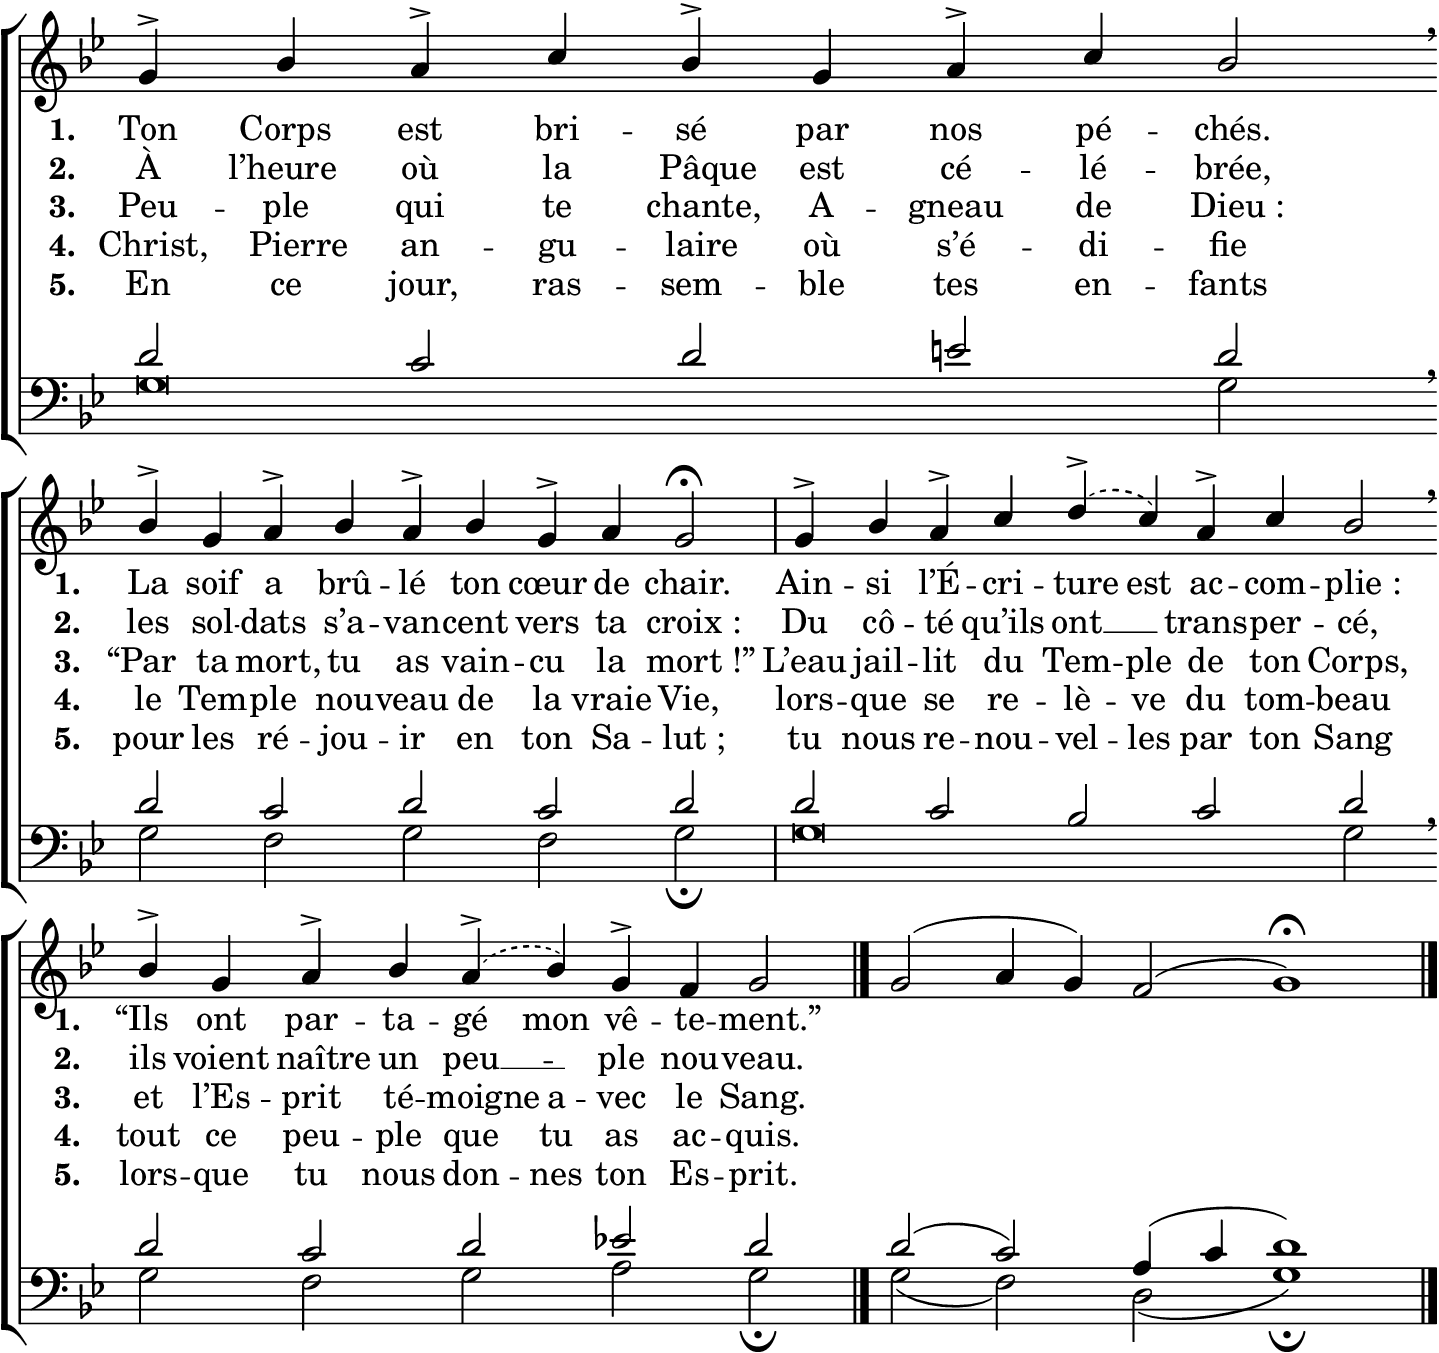 1. Ton Corps est bri - sé par nos pé - chés.
2. À l’heure où la Pâque est cé - lé - brée,
3. Peu - ple qui te chante, A - gneau de Dieu :
4. Christ, Pierre an - gu - laire où s’é - di - fie
5. En ce jour, ras - sem - ble tes en - fants
1. La soif a brû - lé ton cœur de chair. Ain - si l’É - cri - ture est ac - com - plie :
2. les sol - dats s’a - vancent vers ta croix : Du cô - té qu’ils ont __ trans - per - cé,
3. “Par ta mort, tu as vain - cu la mort !” L’eau jail - lit du Tem - ple de ton Corps,
4. le Tem - ple nou - veau de la vraie Vie, lors - que se re - lè - ve du tom - beau
5. pour les ré - jou - ir en ton Sa - lut ; tu nous re - nou - vel - les par ton Sang
1. “Ils ont par - ta - gé mon vê - te - ment.”
2. ils voient naître un peu __ - ple nou - veau.
3. et l’Es - prit té - moigne a - vec le Sang.
4. tout ce peu - ple que tu as ac - quis.
5. lors - que tu nous don - nes ton Es - prit.